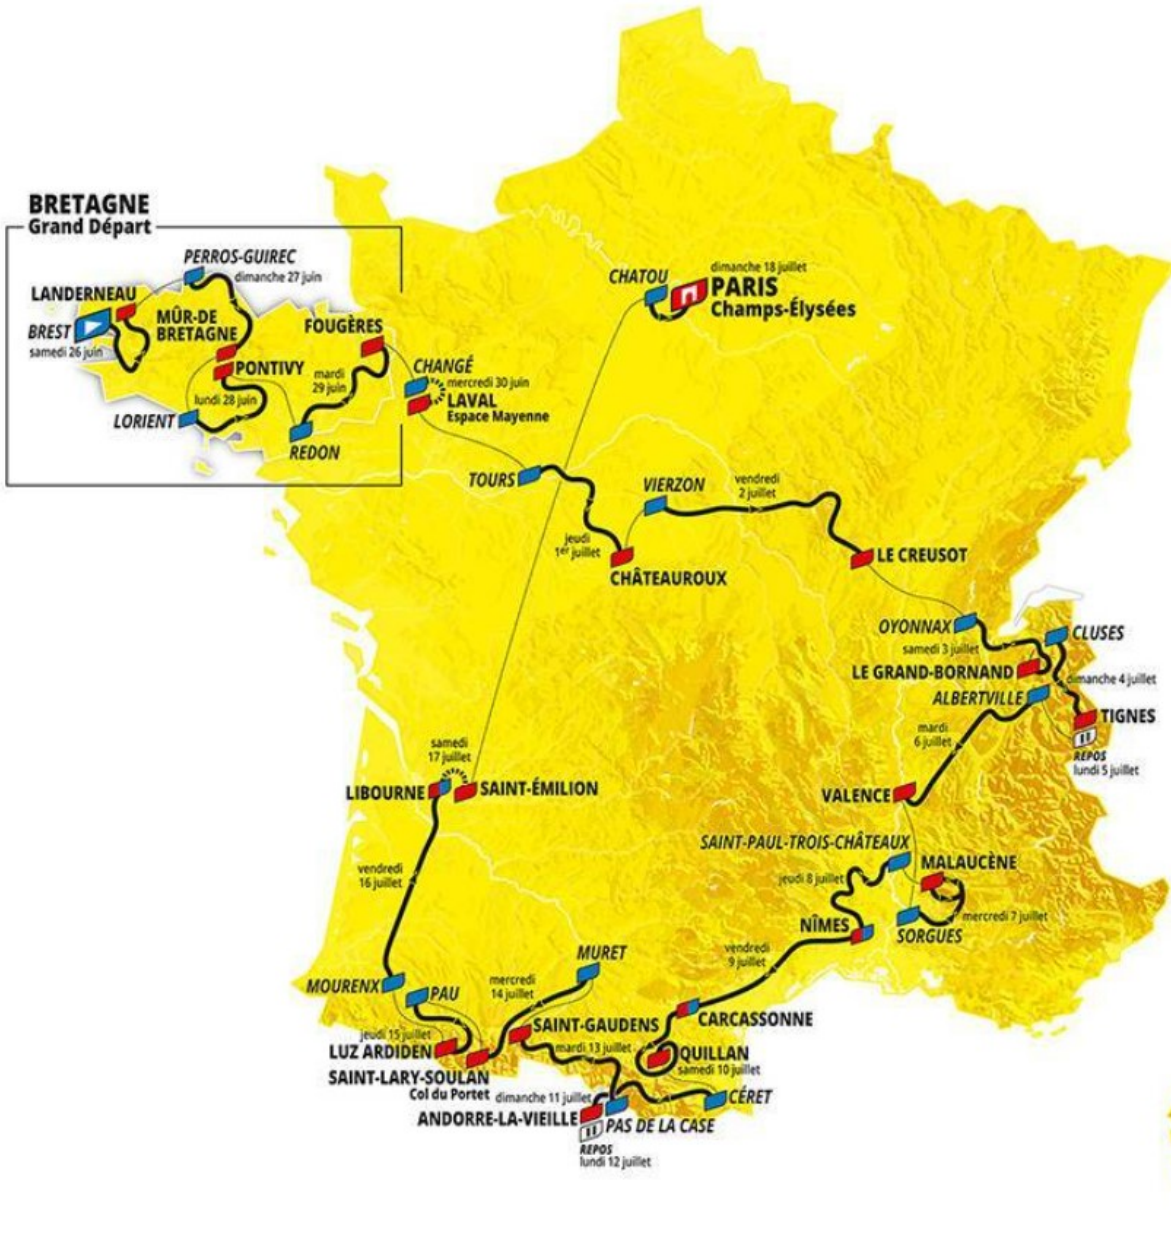 BRETAGNE
Grand Départ
PERROS-GUIREC
dimanche 27 juin
LANDERNEAU
BREST
samedi 26 juin
MÛR-DE
BRETAGNE
PONTIVY
lundi 28 juin
LORIENT
FOUGÈRES
mardi
29 juin
REDON
CHANGÉ
mercredi 30 juin
LAVAL
Espace Mayenne
CHATOU
dimanche 18 juillet
PARIS
Champs-Élysées
TOURS
jeudi
1er juillet
CHÂTEAUROUX
VIERZON
vendredi
2 juillet
LE CREUSOT
OYONNAX
samedi 3 juillet
CLUSES
LE GRAND-BORNAND
dimanche 4 juillet
ALBERTVILLE
TIGNES
REPOS
lundi 5 juillet
mardi
6 juillet
VALENCE
samedi
17 juillet
LIBOURNE
SAINT-ÉMILION
SAINT-PAUL-TROIS-CHÂTEAUX
MALAUCÈNE
jeudi 8 juillet
mercredi 7 juillet
SORGUES
NÎMES
vendredi
16 juillet
vendredi
9 juillet
MURET
MOURENX
PAU
mercredi
14 juillet
CARCASSONNE
SAINT-GAUDENS
jeudi 15 juillet
LUZ ARDIDEN
mardi 13 juillet
QUILLAN
samedi 10 juillet
SAINT-LARY-SOULAN
Col du Portet
dimanche 11 juillet
CÉRET
ANDORRE-LA-VIEILLE
PAS DE LA CASE
REPOS
lundi 12 juillet